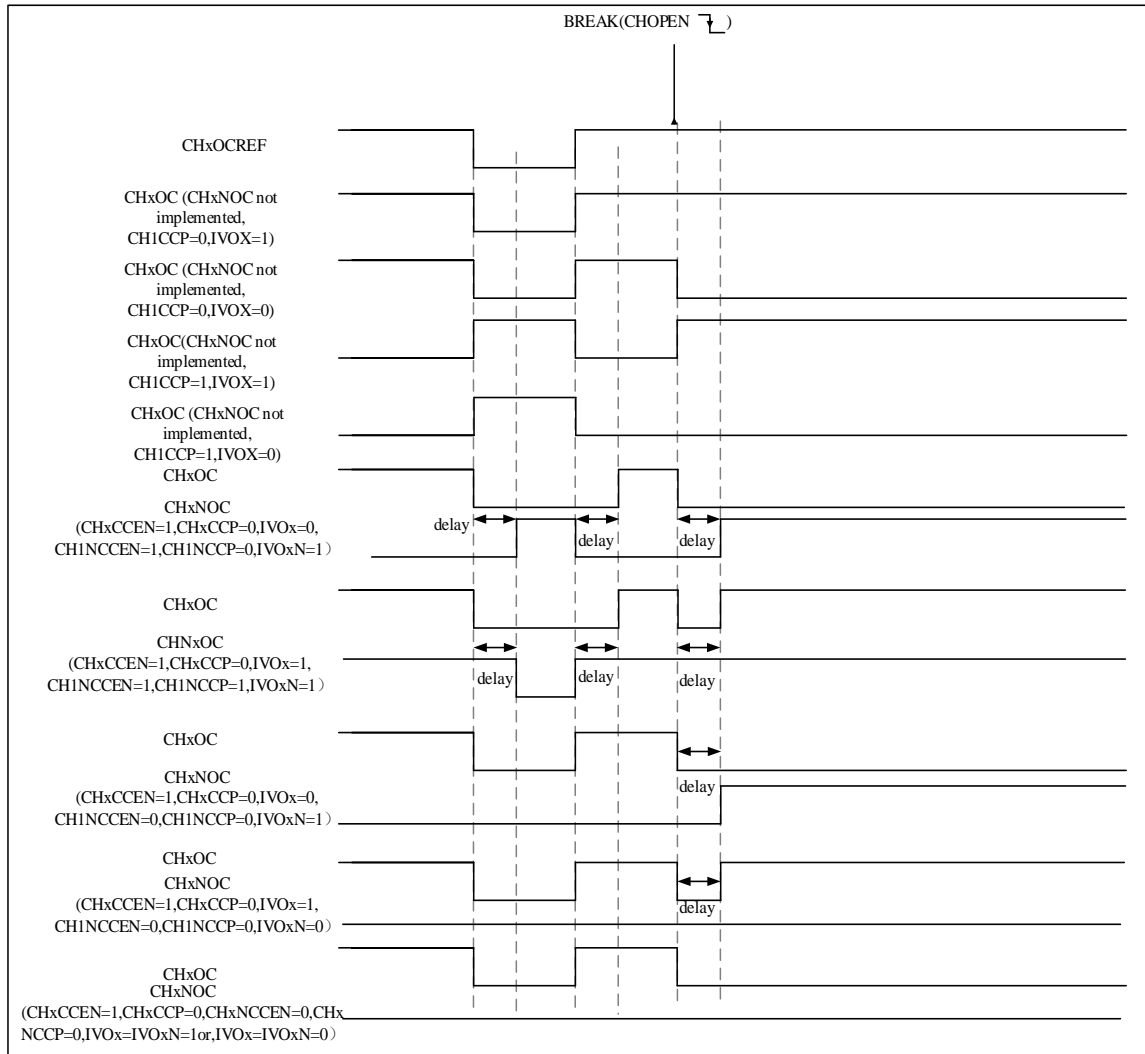 BREAK(CHOPEN )
CHxOCREF
CHxOC (CHxNOC not
implemented,
CH1CCP=0,IVOX=1)
CHxOC (CHxNOC not
implemented,
CH1CCP=0,IVOX=0)
CHxOC(CHxNOC not
implemented,
CH1CCP=1,IVOX=1)
CHxOC (CHxNOC not
implemented,
CH1CCP=1,IVOX=0)
CHxOC
CHxNOC
(CHxCCEN=1,CHxCCP=0,IVOx=0,
CH1NCCEN=1,CH1NCCP=0,IVOxN=1）
delay
delay
delay
CHxOC
CHNxOC
(CHxCCEN=1,CHxCCP=0,IVOx=1,
CH1NCCEN=1,CH1NCCP=1,IVOxN=1）
delay
delay
delay
CHxOC
CHxNOC
(CHxCCEN=1,CHxCCP=0,IVOx=0,
CH1NCCEN=0,CH1NCCP=0,IVOxN=1）
delay
CHxOC
CHxNOC
(CHxCCEN=1,CHxCCP=0,IVOx=1,
CH1NCCEN=0,CH1NCCP=0,IVOxN=0）
delay
CHxOC
CHxNOC
(CHxCCEN=1,CHxCCP=0,CHxNCCEN=0,CHx
NCCP=0,IVOx=IVOxN=1or,IVOx=IVOxN=0）